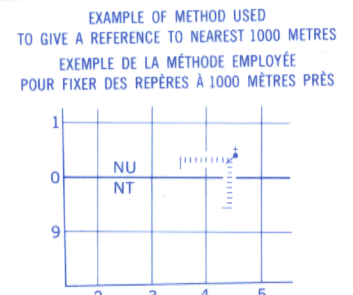 EXAMPLE OF METHOD USED
TO GIVE A REFERENCE TO NEAREST 1000 METRES
EXEMPLE DE LA MÉTHODE EMPLOYÉE
POUR FIXER DES REPÈRES À 1000 MÈTRES PRÈS
1
NU
0
NT
9
2 3 4 5